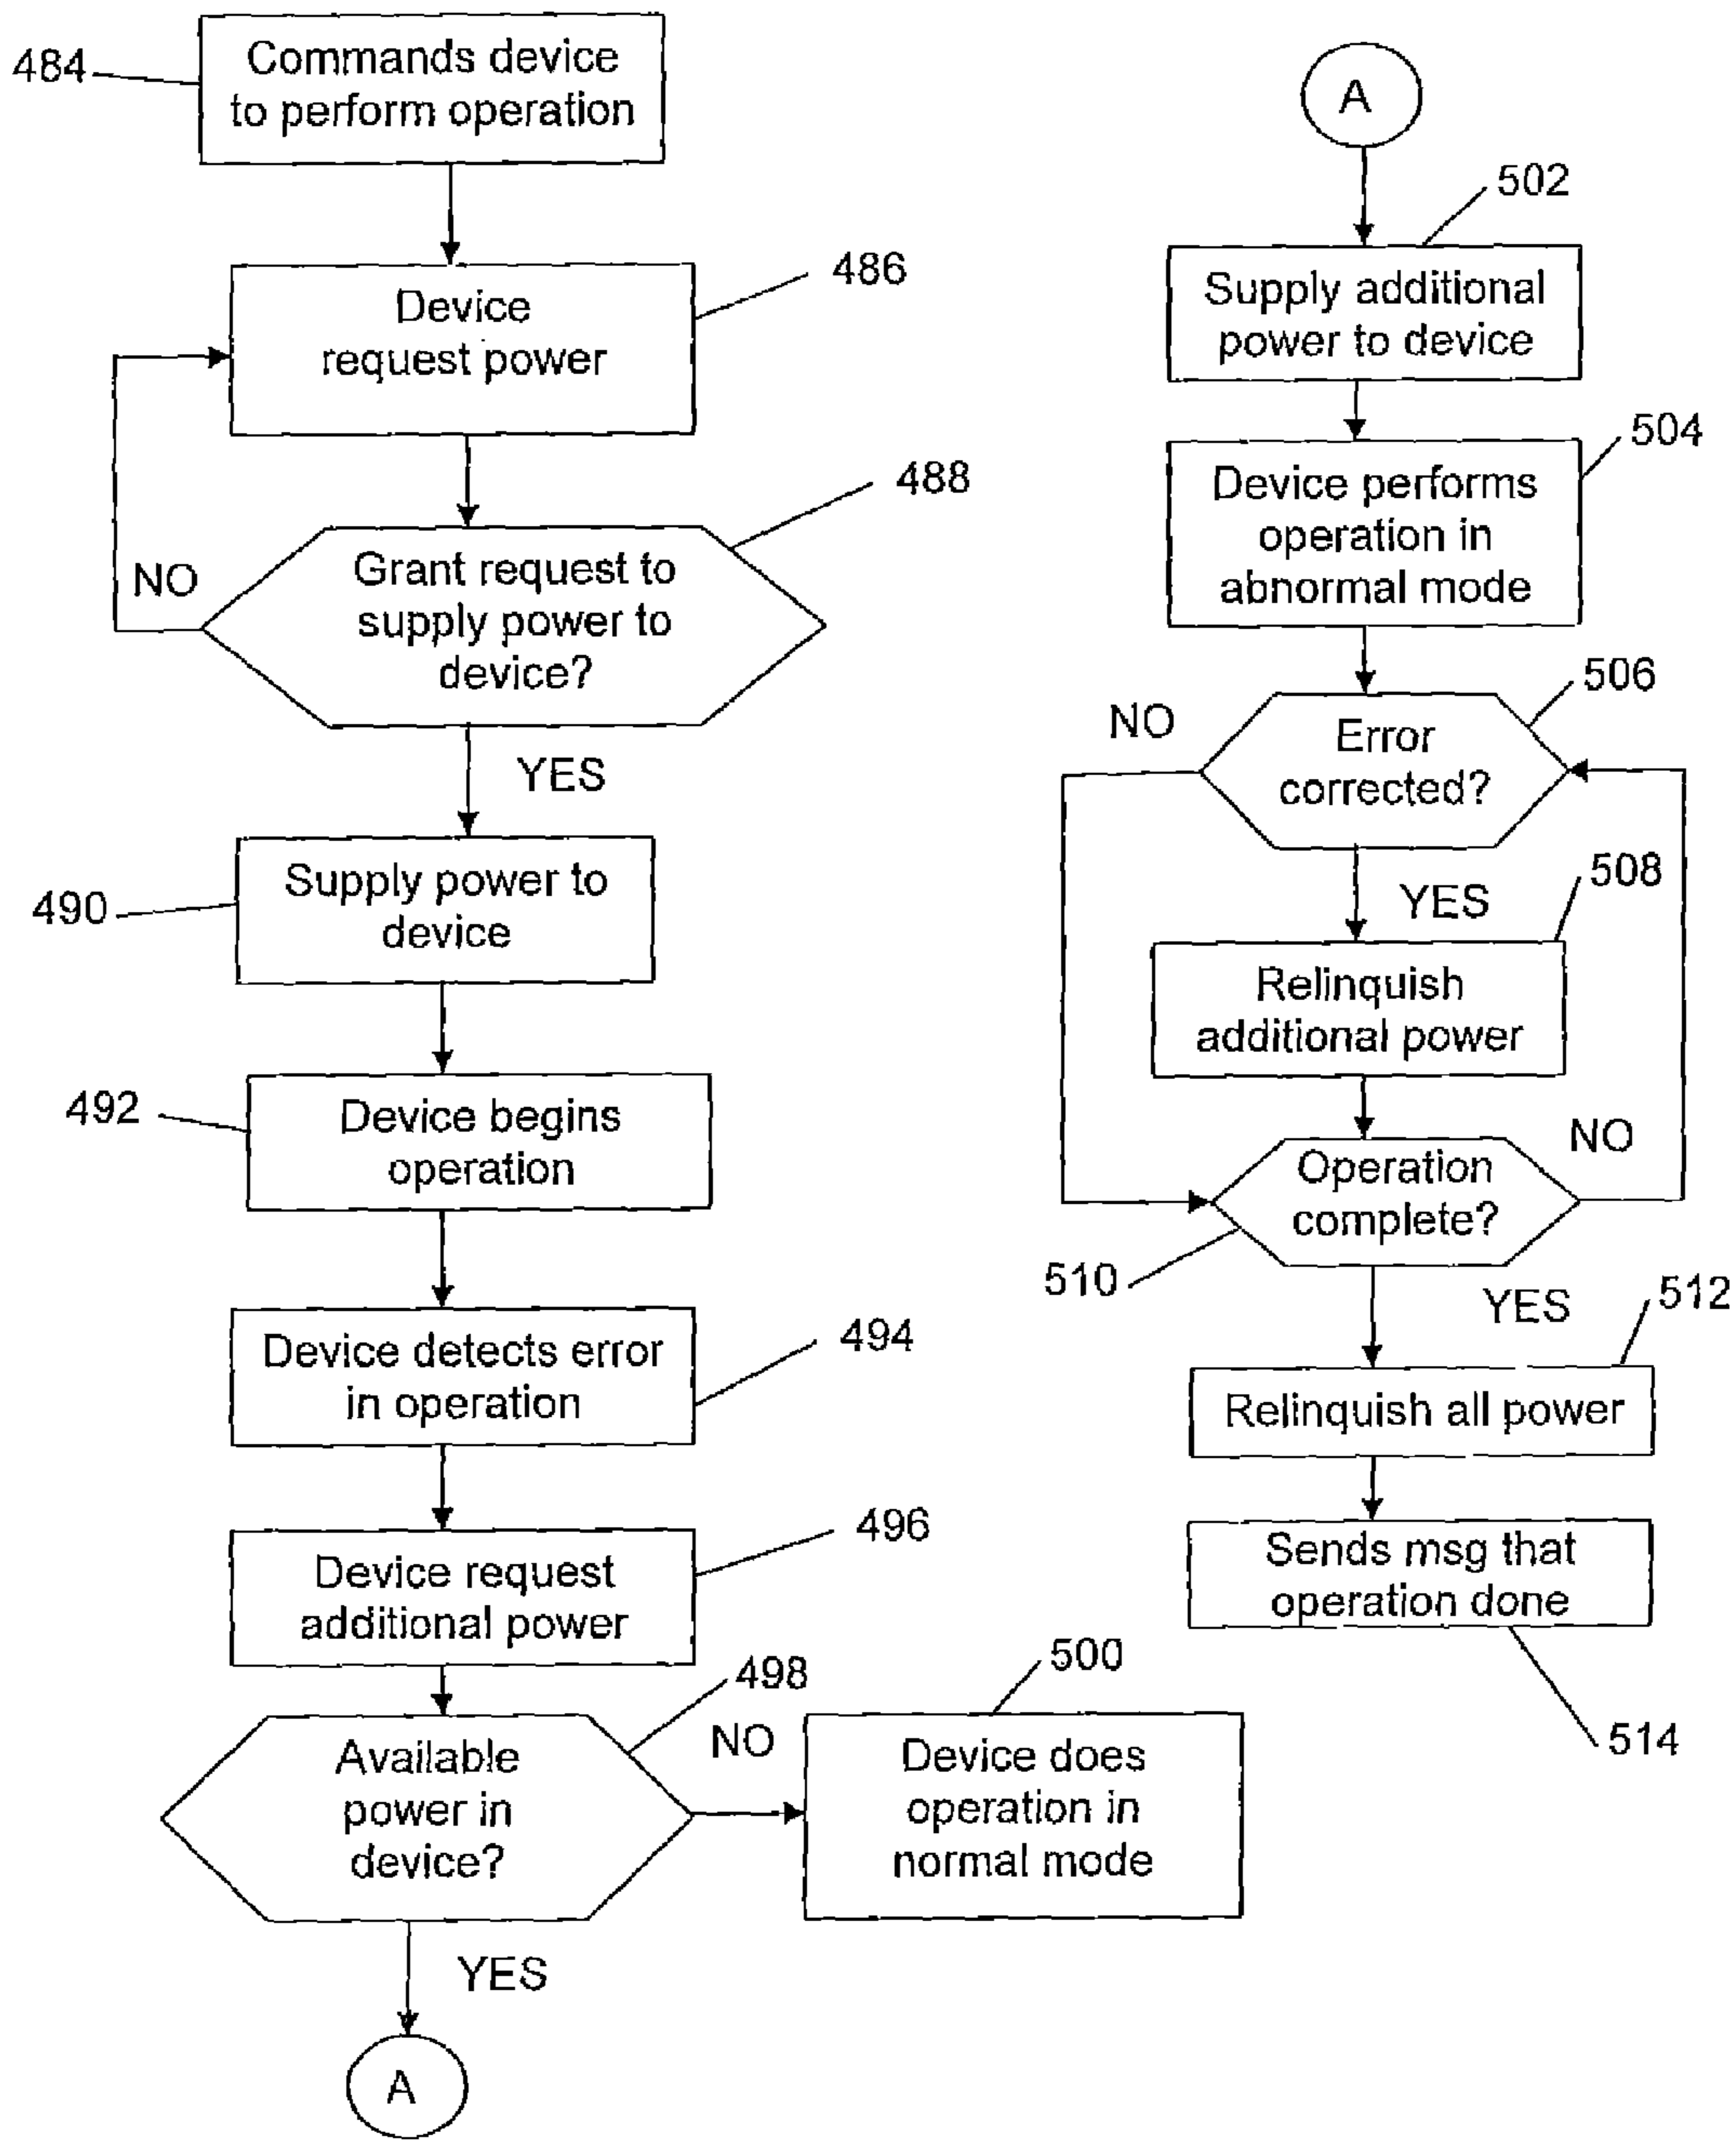 484
Commands device
to perform operation
Device
request power
486
488
NO
Grant request to
supply power to
device?
YES
490
Supply power to
device
492
Device begins
operation
Device detects error
in operation
494
Device request
additional power
496
498
Available
power in
device?
NO
500
Device does
operation in
normal mode
YES
A
A
502
Supply additional
power to device
504
Device performs
operation in
abnormal mode
506
NO
Error
corrected?
YES
508
Relinquish
additional power
NO
Operation
complete?
510
YES
512
Relinquish all power
Sends msg that
operation done
514